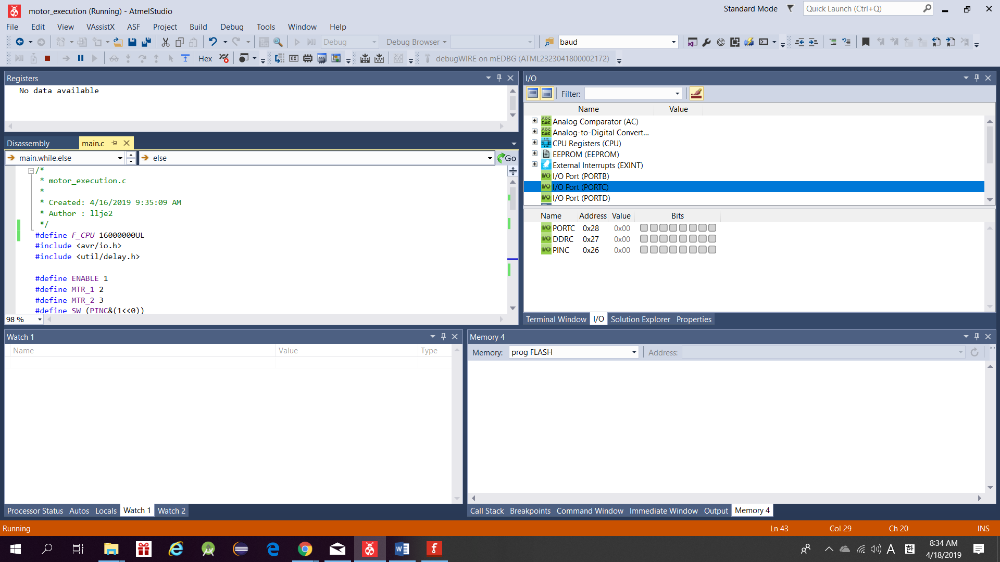 motor_execution (Running) - AtmelStudio
Standard Mode
Quick Launch (Ctrl+Q)
File Edit View VAssistX ASF Project Build Debug Tools Window Help
Debug
Debug Browser
baud
Hex
debugWIRE on mEDBG (ATML2323041800002172)
Registers
No data available
Disassembly
main.c
main.while.else
else
Go
/*
* motor_execution.c
*
* Created: 4/16/2019 9:35:09 AM
* Author : llje2
*/
#define F_CPU 16000000UL
#include <avr/io.h>
#include <util/delay.h>
#define ENABLE 1
#define MTR_1 2
#define MTR_2 3
#define SW (PINC&(1<<0))
98 %
I/O
Filter:
Name Value
Analog Comparator (AC)
Analog-to-Digital Convert...
CPU Registers (CPU)
EEPROM (EEPROM)
External Interrupts (EXINT)
I/O Port (PORTB)
I/O Port (PORTC)
I/O Port (PORTD)
Name Address Value Bits
PORTC 0x28 0x00
DDRC 0x27 0x00
PINC 0x26 0x00
Terminal Window I/O Solution Explorer Properties
Watch 1
Name Value Type
Processor Status Autos Locals Watch 1 Watch 2
Memory 4
Memory: prog FLASH Address:
Call Stack Breakpoints Command Window Immediate Window Output Memory 4
Running
Ln 43 Col 29 Ch 20 INS
A 한
8:34 AM
4/18/2019